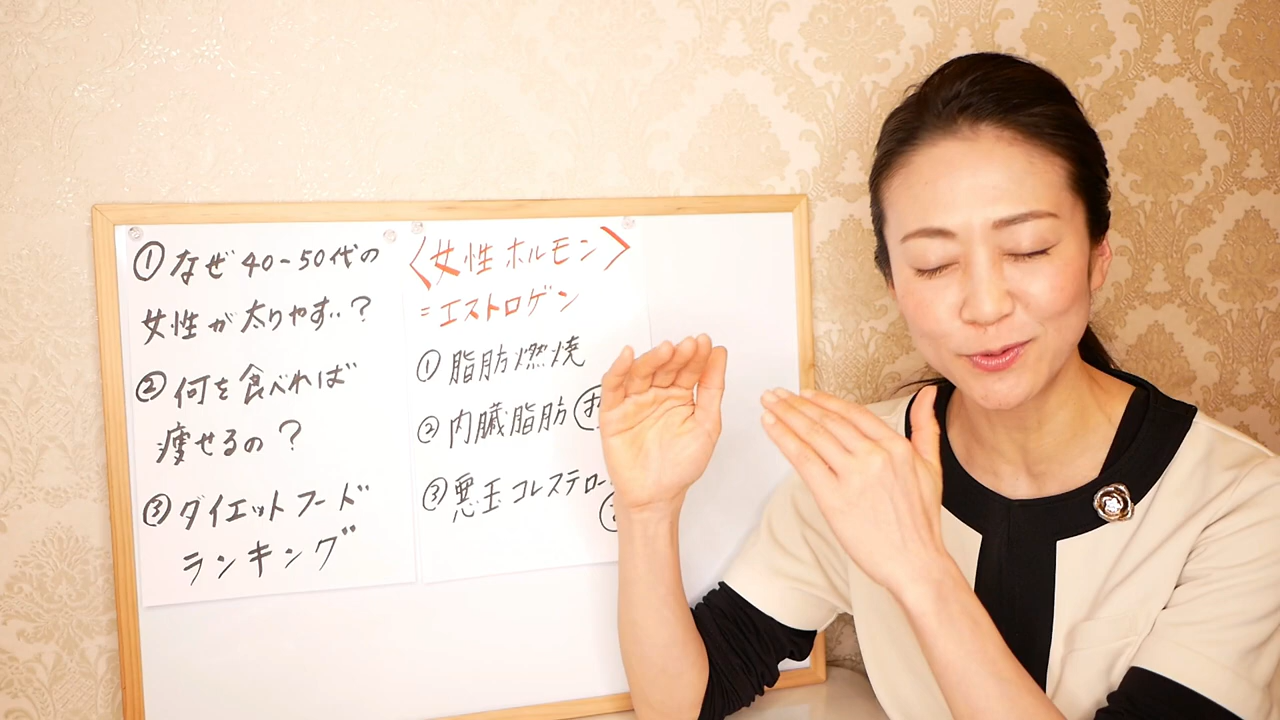 ①なぜ40~50代の
女性が太りやすい?
②何を食べれば
痩せるの?
③ダイエットフード
ランキング
〈女性ホルモン〉
=エストロゲン
①脂肪燃焼
②内臓脂肪
③悪玉コレステロー